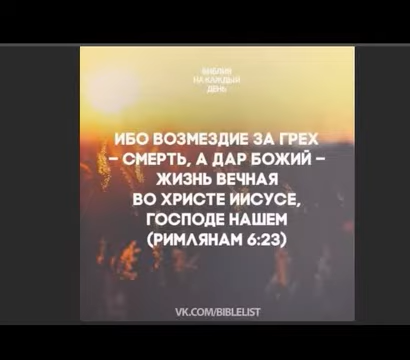 БИБЛИЯ
НА КАЖДЫЙ
ДЕНЬ
ИБО ВОЗМЕЗДИЕ ЗА ГРЕХ
– СМЕРТЬ, А ДАР БОЖИЙ –
ЖИЗНЬ ВЕЧНАЯ
ВО ХРИСТЕ ИИСУСЕ,
ГОСПОДЕ НАШЕМ
(РИМЛЯНАМ 6:23)
VK.COM/BIBLELIST